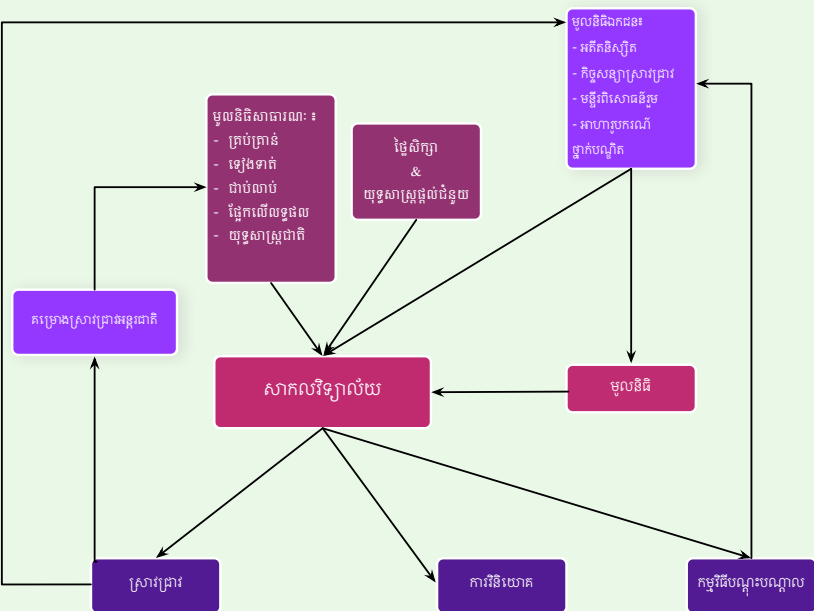 មូលនិធិឯកជន៖
- អតីតនិស្សិត
- កិច្ចសន្យាស្រាវជ្រាវ
- មន្ទីរពិសោធន៍រួម
- អាហារូបករណ៍
ថ្នាក់បណ្ឌិត
មូលនិធិសាធារណៈ ៖
- គ្រប់គ្រាន់
- ទៀងទាត់
- ជាប់លាប់
- ផ្អែកលើលទ្ធផល
- យុទ្ធសាស្ត្រជាតិ
ថ្លៃសិក្សា
&
យុទ្ធសាស្ត្រផ្តល់ជំនួយ
គម្រោងស្រាវជ្រាវអន្តរជាតិ
សាកលវិទ្យាល័យ
មូលនិធិ
ស្រាវជ្រាវ
ការវិនិយោគ
កម្មវិធីបណ្តុះបណ្តាល